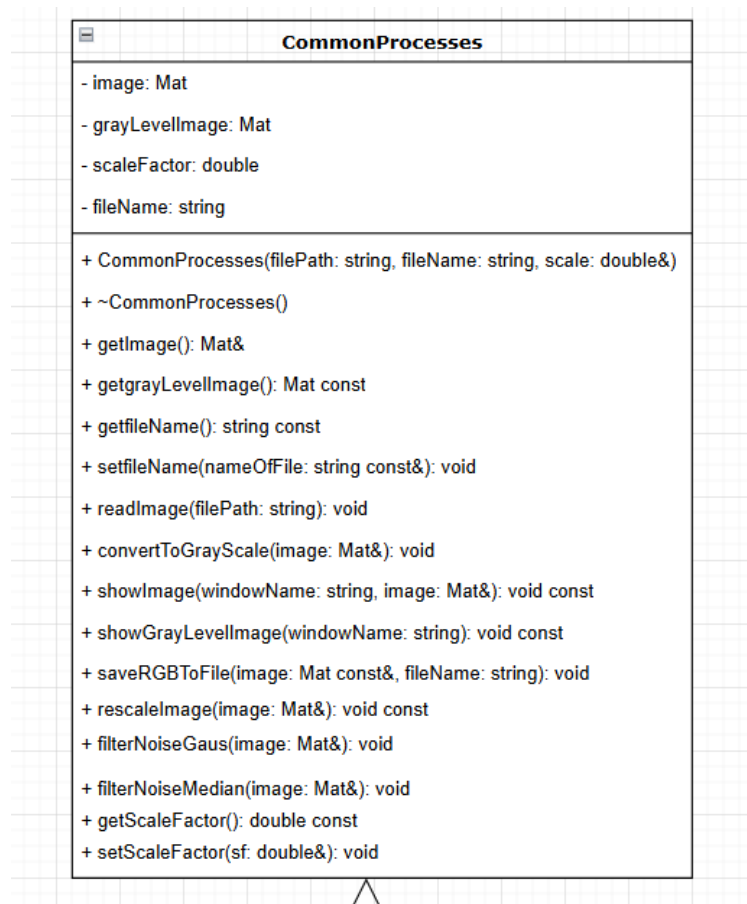 CommonProcesses
- image: Mat
- grayLevelImage: Mat
- scaleFactor: double
- fileName: string
+ CommonProcesses(filePath: string, fileName: string, scale: double&)
+ ~CommonProcesses()
+ getImage(): Mat&
+ getgrayLevelImage(): Mat const
+ getfileName(): string const
+ setfileName(nameOfFile: string const&): void
+ readImage(filePath: string): void
+ convertToGrayScale(image: Mat&): void
+ showImage(windowName: string, image: Mat&): void const
+ showGrayLevelImage(windowName: string): void const
+ saveRGBToFile(image: Mat const&, fileName: string): void
+ rescaleImage(image: Mat&): void const
+ filterNoiseGaus(image: Mat&): void
+ filterNoiseMedian(image: Mat&): void
+ getScaleFactor(): double const
+ setScaleFactor(sf: double&): void